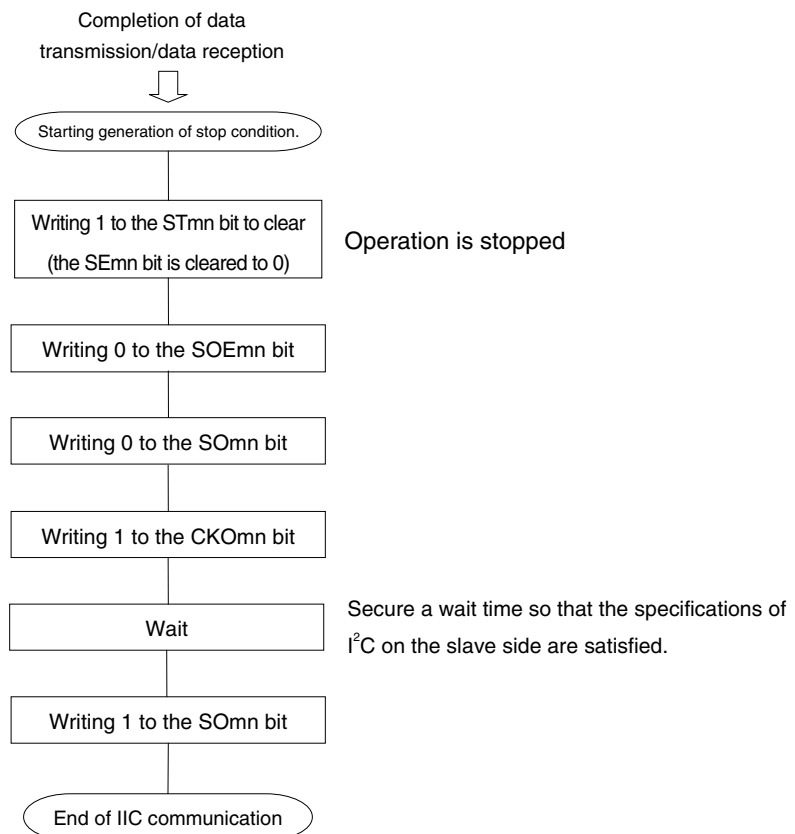 Completion of data
transmission/data reception
Starting generation of stop condition.
Writing 1 to the STmn bit to clear
(the SEmn bit is cleared to 0)
Operation is stopped
Writing 0 to the SOEmn bit
Writing 0 to the SOmn bit
Writing 1 to the CKOmn bit
Wait
Secure a wait time so that the specifications of
I²C on the slave side are satisfied.
Writing 1 to the SOmn bit
End of IIC communication